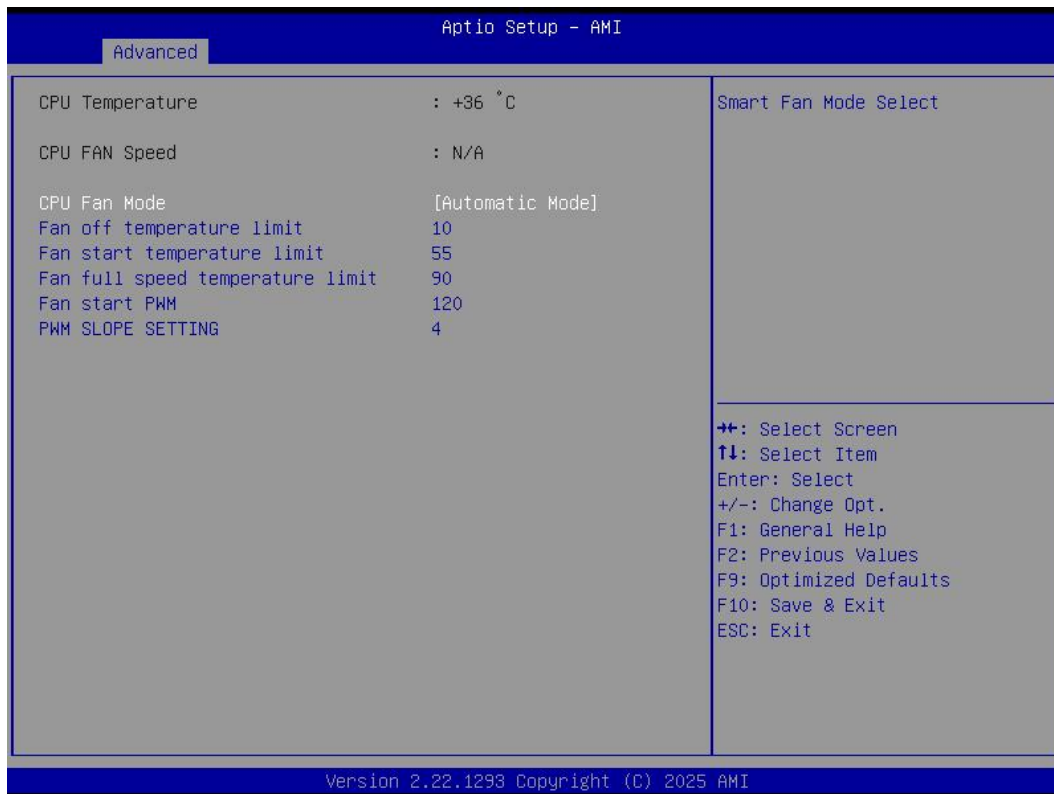 Aptio Setup – AMI
Advanced
CPU Temperature : +36 °C
CPU FAN Speed : N/A
CPU Fan Mode [Automatic Mode]
Fan off temperature limit 10
Fan start temperature limit 55
Fan full speed temperature limit 90
Fan start PWM 120
PWM SLOPE SETTING 4
Smart Fan Mode Select
→←: Select Screen
↑↓: Select Item
Enter: Select
+/-: Change Opt.
F1: General Help
F2: Previous Values
F9: Optimized Defaults
F10: Save & Exit
ESC: Exit
Version 2.22.1293 Copyright (C) 2025 AMI